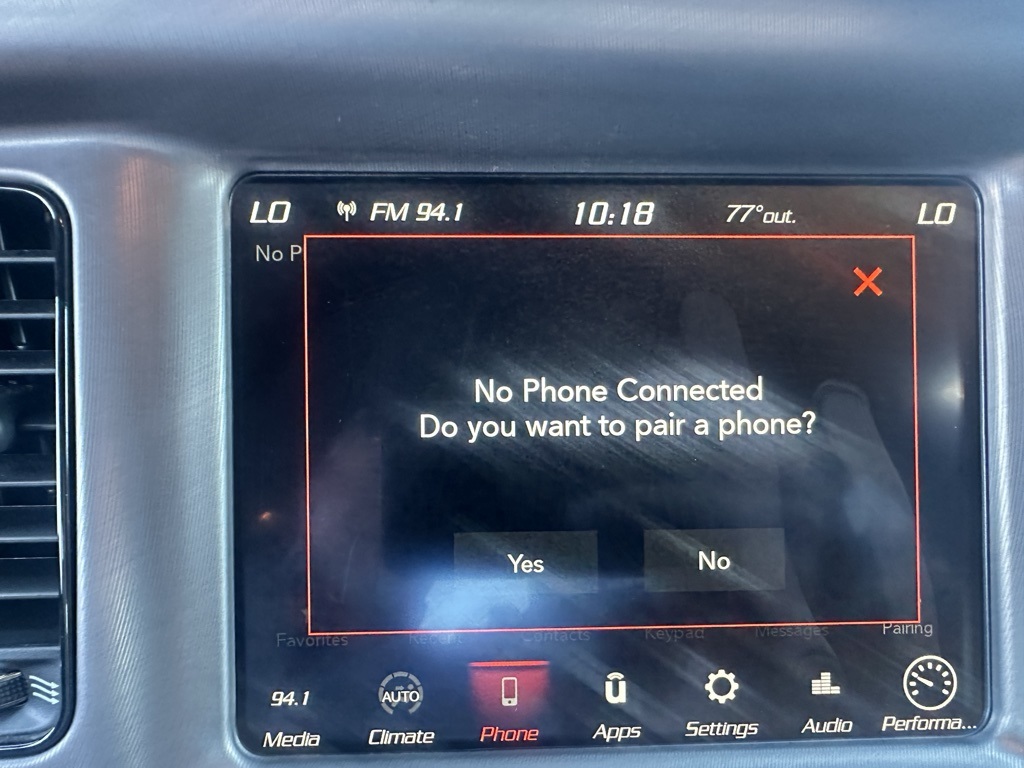 LO FM 94.1 10:18 77° out. LO
No P
No Phone Connected
Do you want to pair a phone?
Yes No
Favorites Recent Contacts Keypad Messages Pairing
94.1 AUTO
Media Climate Phone Apps Settings Audio Performa...